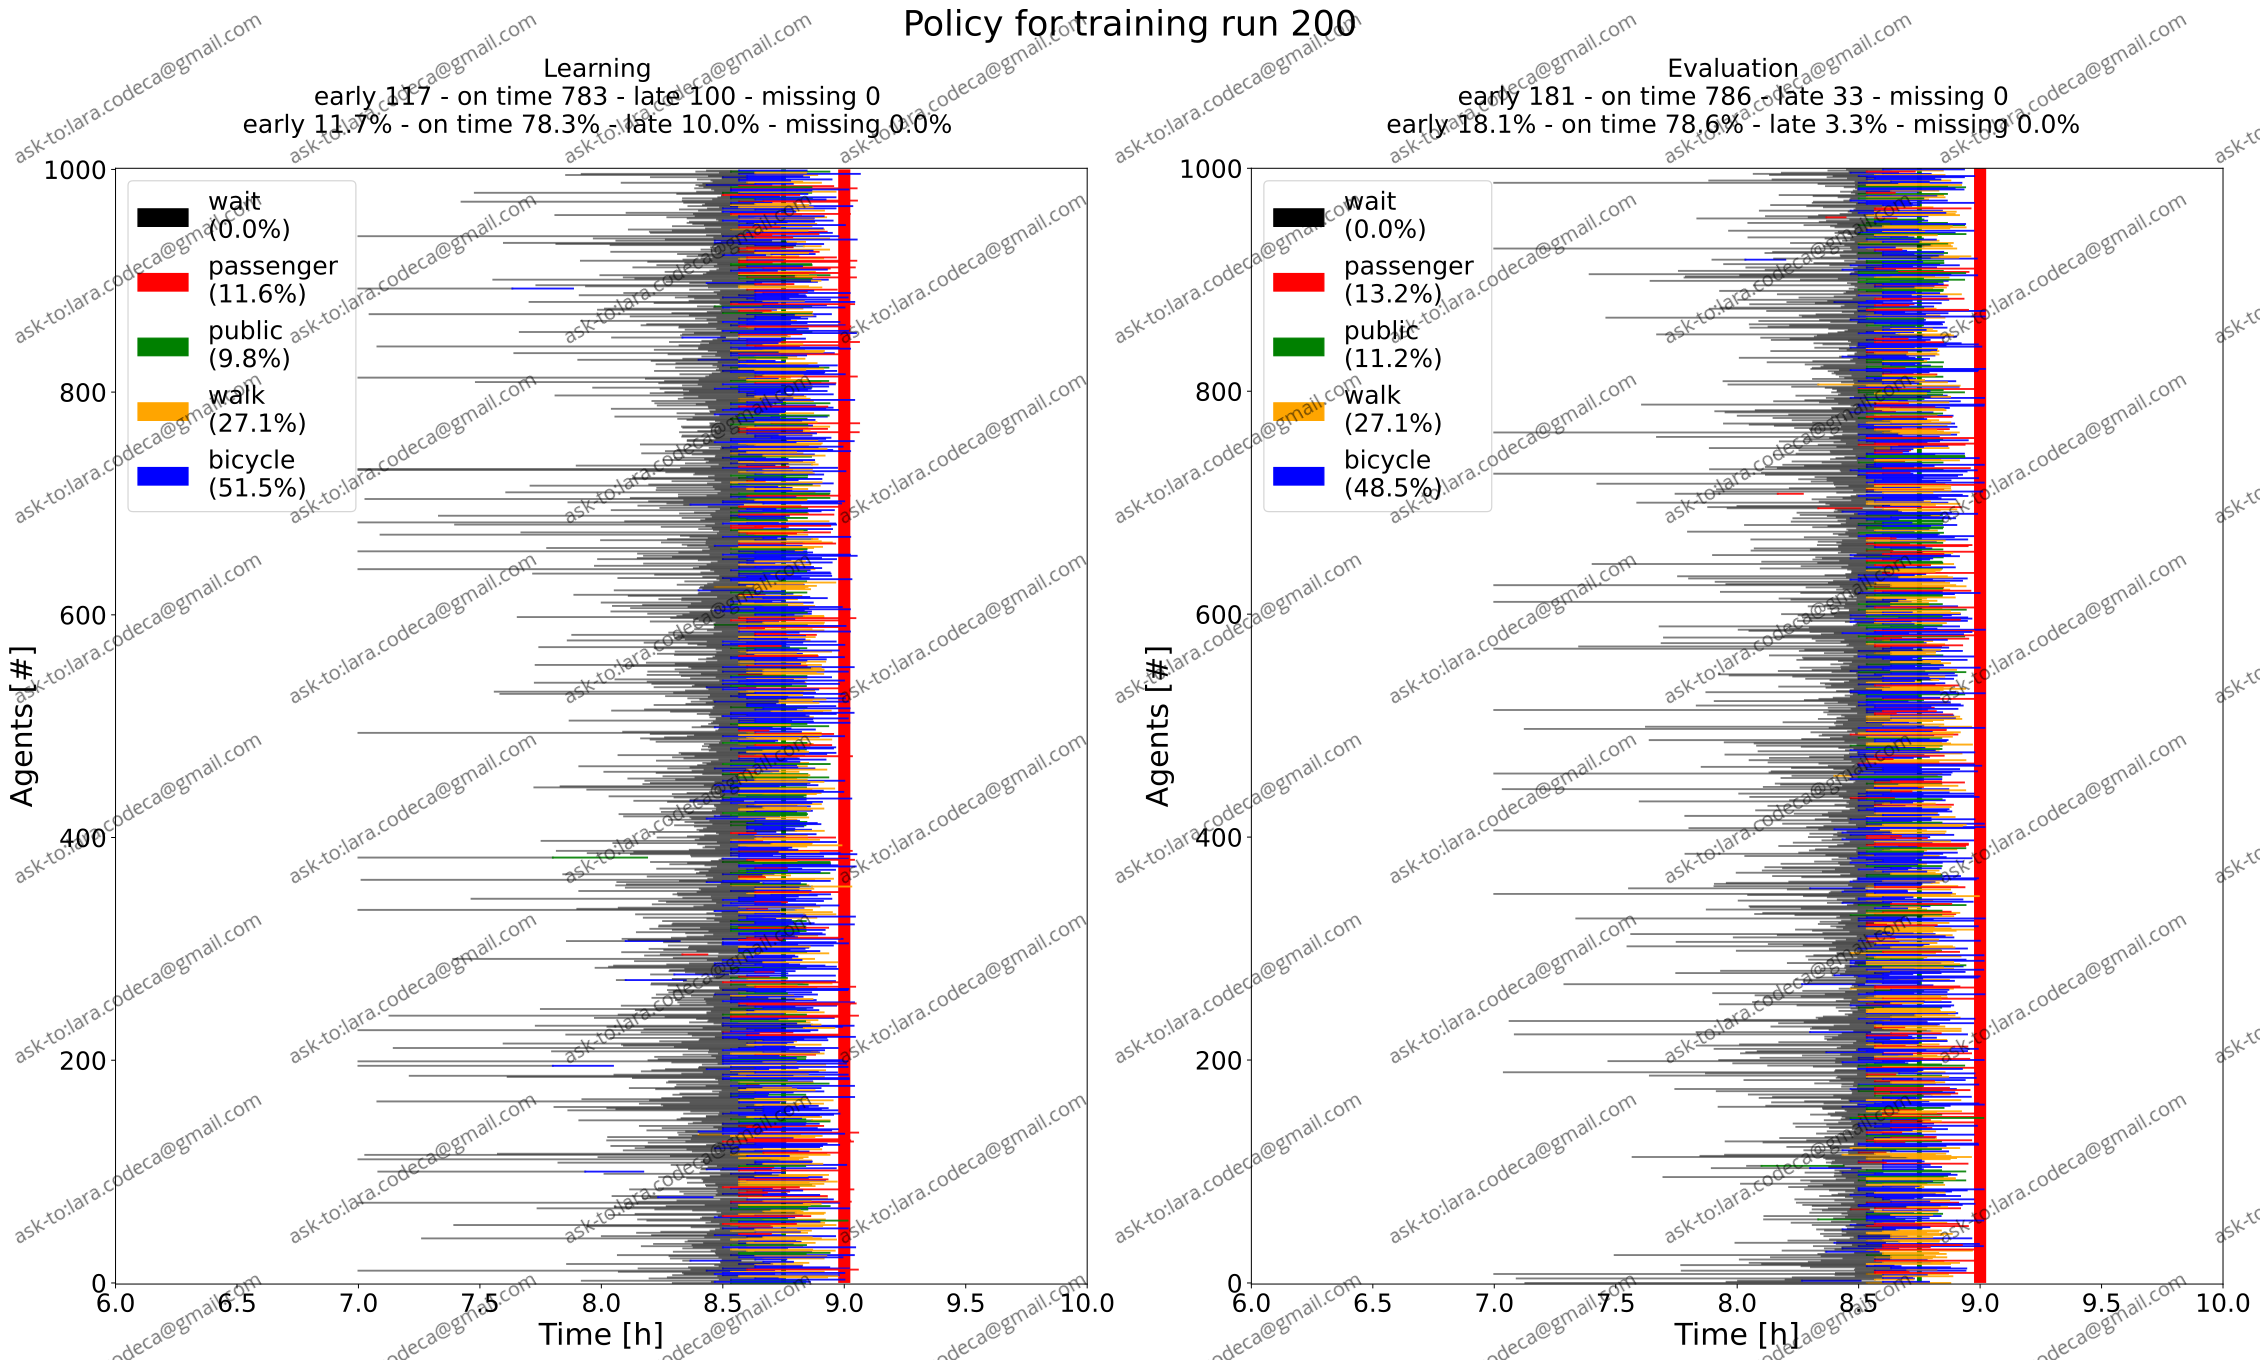 Policy for training run 200
Learning
early 117 - on time 783 - late 100 - missing 0
early 11.7% - on time 78.3% - late 10.0% - missing 0.0%
1000
800
600
400
200
0
Agents [#]
wait
(0.0%)
passenger
(11.6%)
public
(9.8%)
walk
(27.1%)
bicycle
(51.5%)
6.0 6.5 7.0 7.5 8.0 8.5 9.0 9.5 10.0
Time [h]
Evaluation
early 181 - on time 786 - late 33 - missing 0
early 18.1% - on time 78.6% - late 3.3% - missing 0.0%
1000
800
600
400
200
0
Agents [#]
wait
(0.0%)
passenger
(13.2%)
public
(11.2%)
walk
(27.1%)
bicycle
(48.5%)
6.0 6.5 7.0 7.5 8.0 8.5 9.0 9.5 10.0
Time [h]
ask-to:lara.codeca@gmail.com